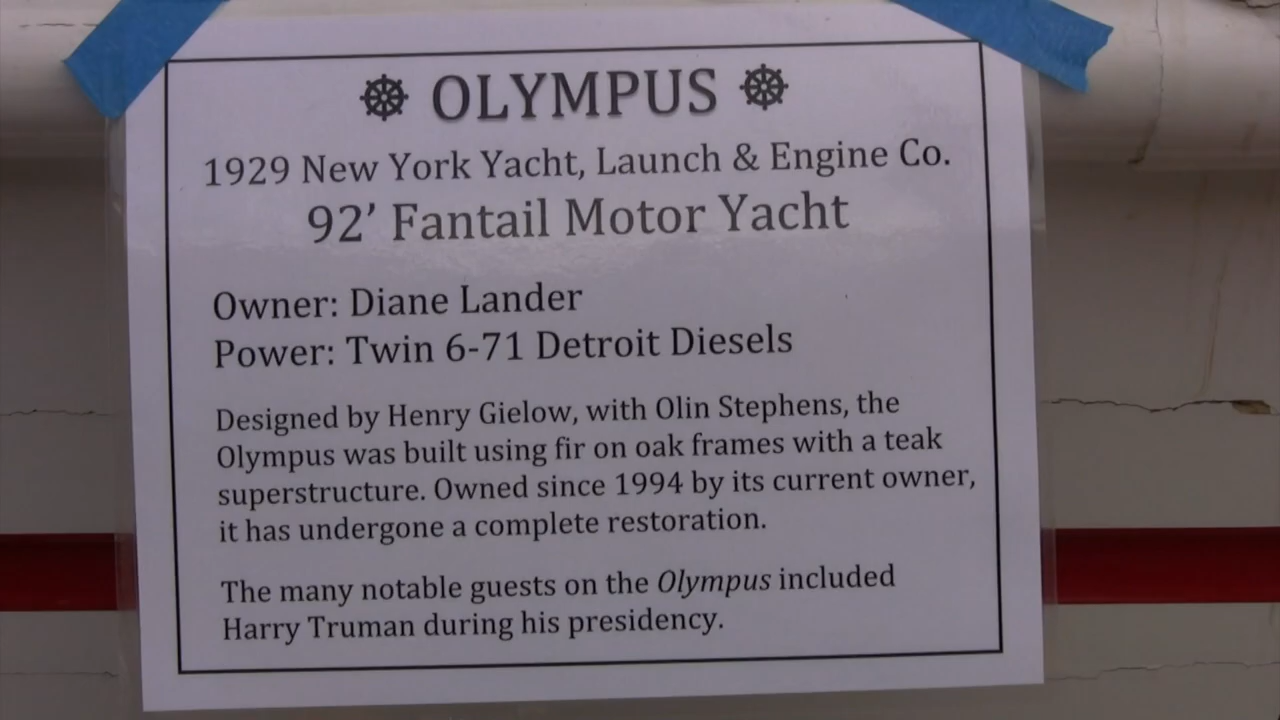 OLYMPUS
1929 New York Yacht, Launch & Engine Co.
92’ Fantail Motor Yacht
Owner: Diane Lander
Power: Twin 6-71 Detroit Diesels
Designed by Henry Gielow, with Olin Stephens, the
Olympus was built using fir on oak frames with a teak
superstructure. Owned since 1994 by its current owner,
it has undergone a complete restoration.
The many notable guests on the Olympus included
Harry Truman during his presidency.